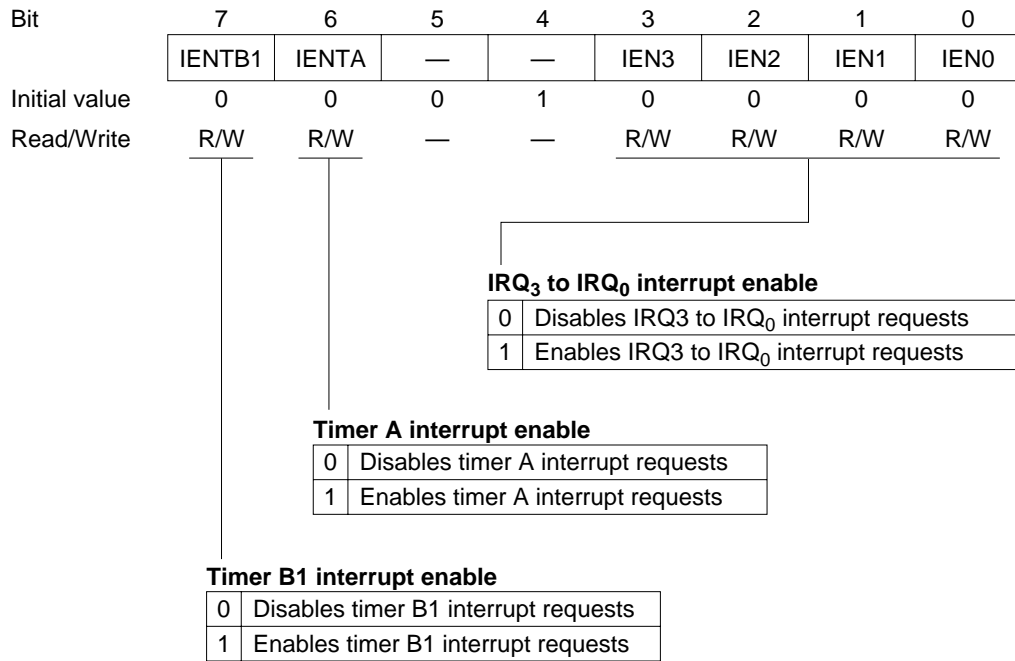 Bit 7 6 5 4 3 2 1 0
IENTB1 IENTA — — IEN3 IEN2 IEN1 IEN0
Initial value 0 0 0 1 0 0 0 0
Read/Write R/W R/W — — R/W R/W R/W R/W
IRQ₃ to IRQ₀ interrupt enable
0 Disables IRQ3 to IRQ₀ interrupt requests
1 Enables IRQ3 to IRQ₀ interrupt requests
Timer A interrupt enable
0 Disables timer A interrupt requests
1 Enables timer A interrupt requests
Timer B1 interrupt enable
0 Disables timer B1 interrupt requests
1 Enables timer B1 interrupt requests